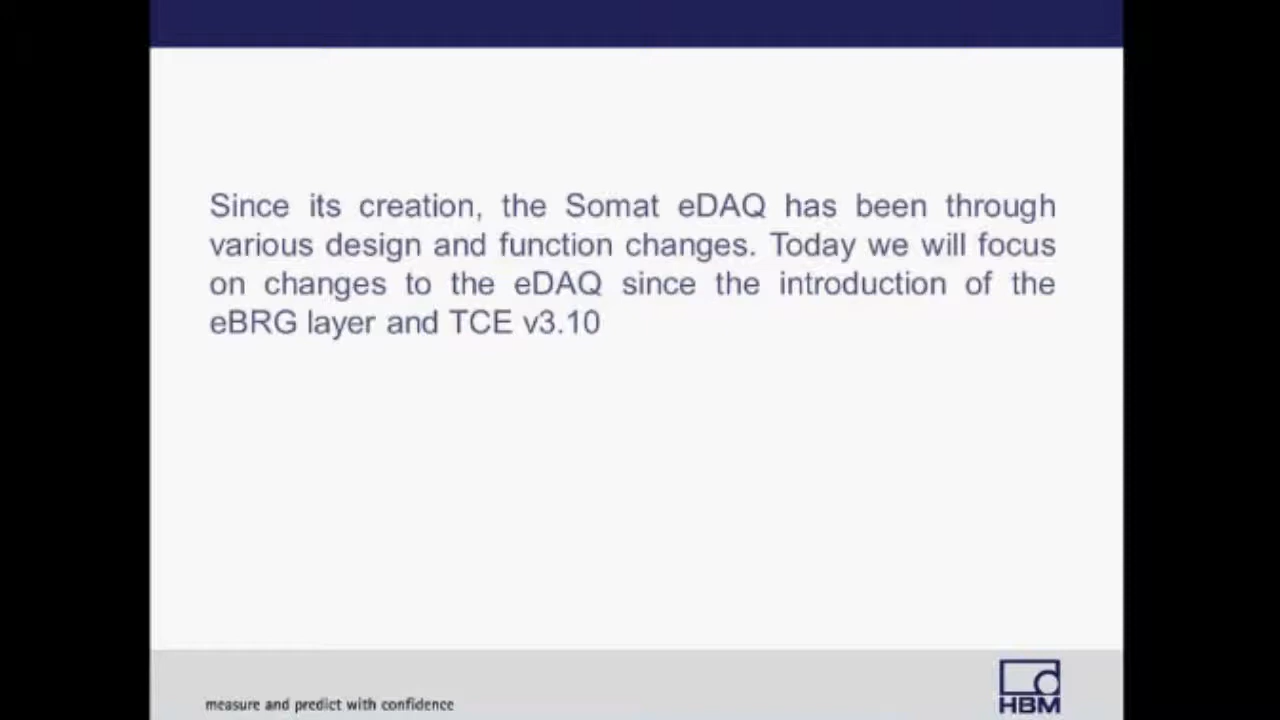 Since its creation, the Somat eDAQ has been through
various design and function changes. Today we will focus
on changes to the eDAQ since the introduction of the
eBRG layer and TCE v3.10
measure and predict with confidence
HBM